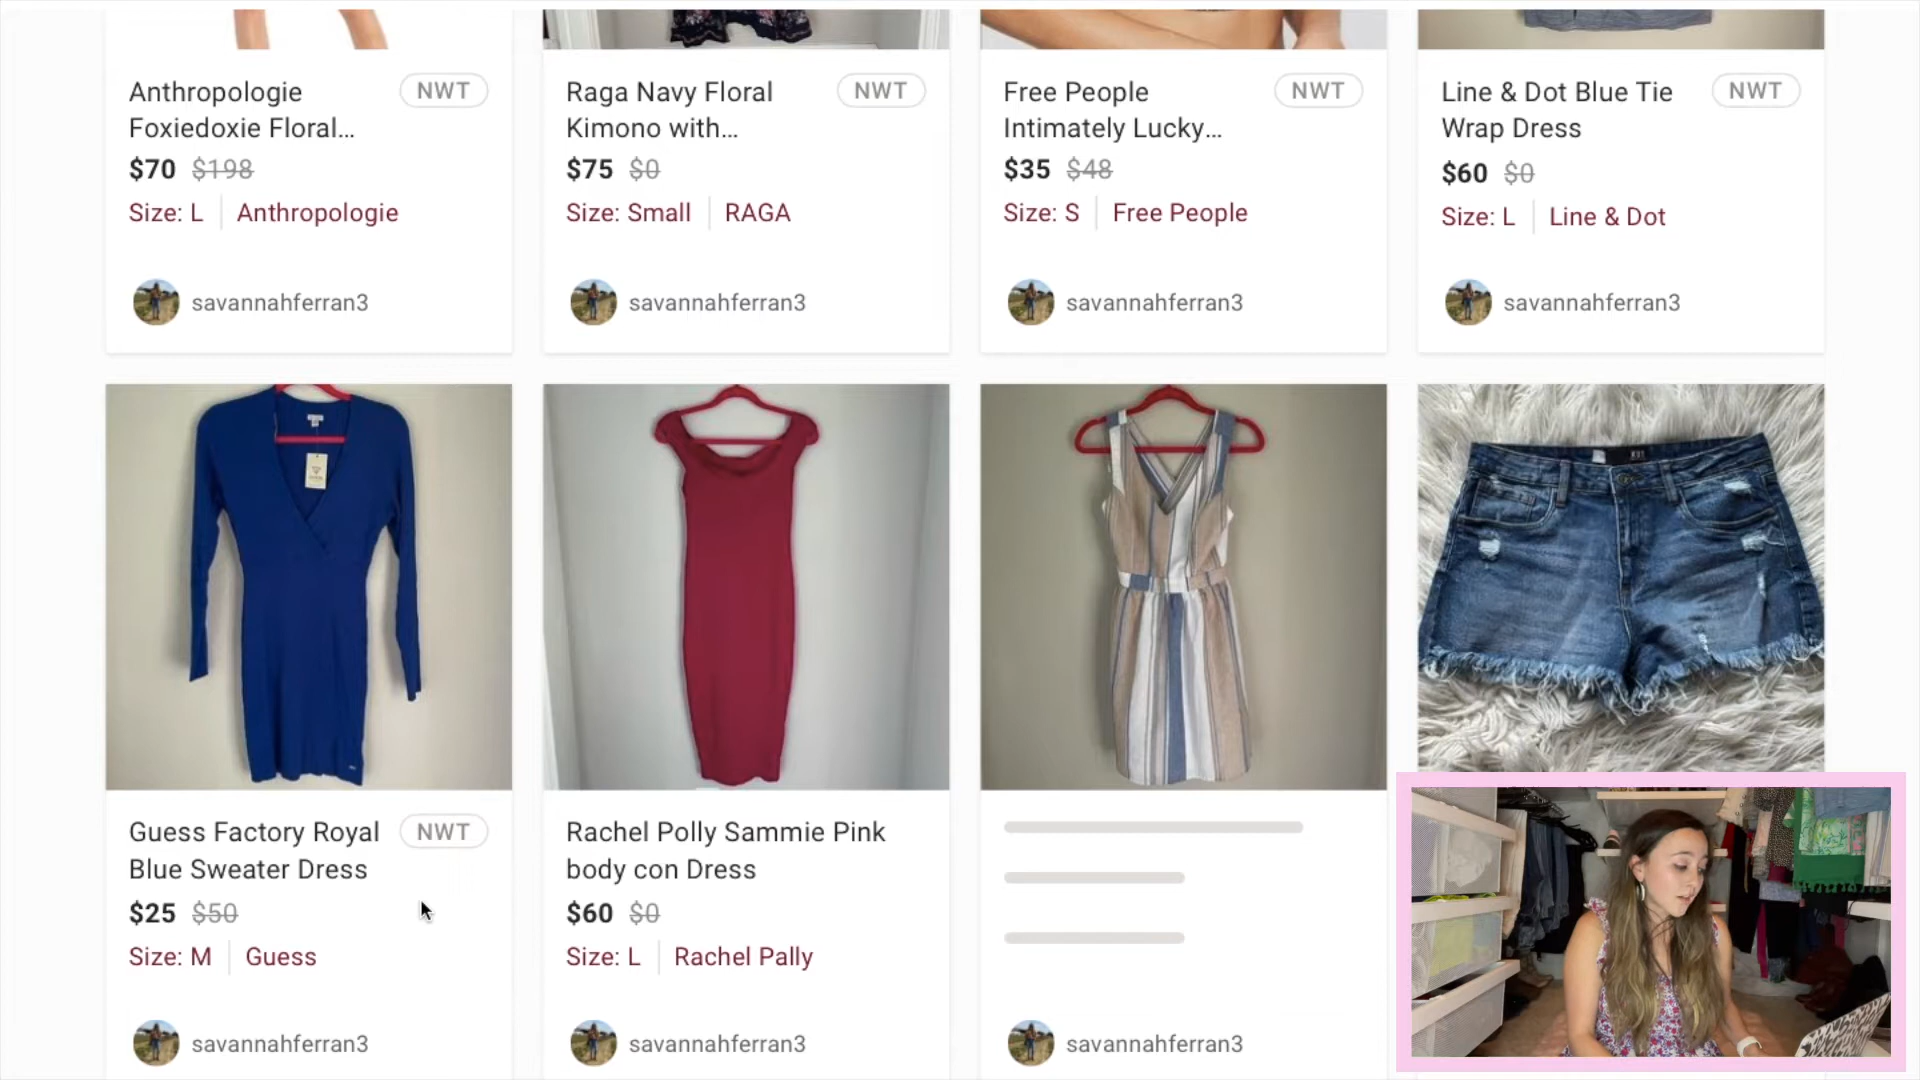 Anthropologie
Foxiedoxie Floral...
NWT
$70 $198
Size: L Anthropologie
savannahferran3
Raga Navy Floral
Kimono with...
NWT
$75 $0
Size: Small RAGA
savannahferran3
Free People
Intimately Lucky...
NWT
$35 $48
Size: S Free People
savannahferran3
Line & Dot Blue Tie
Wrap Dress
NWT
$60 $0
Size: L Line & Dot
savannahferran3
Guess Factory Royal
Blue Sweater Dress
NWT
$25 $50
Size: M Guess
savannahferran3
Rachel Polly Sammie Pink
body con Dress
$60 $0
Size: L Rachel Pally
savannahferran3
savannahferran3